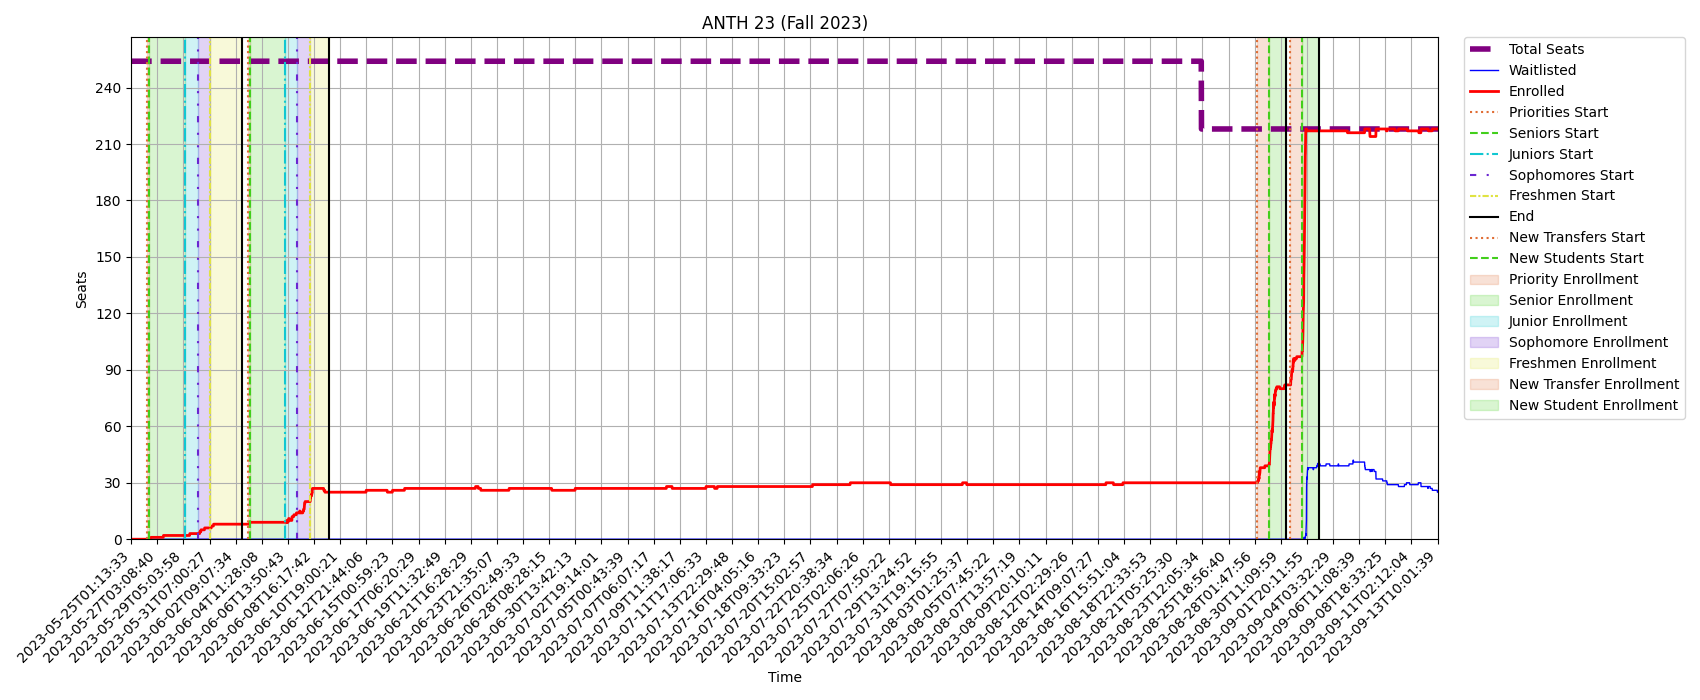 ANTH 23 (Fall 2023)
Seats
240
210
180
150
120
90
60
30
0
2023-05-25T01:13:33
2023-05-27T03:08:40
2023-05-29T05:03:58
2023-05-31T07:00:27
2023-06-02T09:07:34
2023-06-04T11:28:05
2023-06-06T13:50:43
2023-06-08T16:17:42
2023-06-10T19:00:21
2023-06-12T21:44:06
2023-06-15T00:59:23
2023-06-17T06:20:29
2023-06-19T11:32:49
2023-06-21T16:28:29
2023-06-23T21:35:07
2023-06-26T02:49:33
2023-06-28T08:28:15
2023-06-30T13:42:13
2023-07-02T19:14:01
2023-07-05T00:43:39
2023-07-07T06:07:17
2023-07-09T11:38:17
2023-07-11T17:06:33
2023-07-13T22:29:48
2023-07-16T04:05:16
2023-07-18T09:33:23
2023-07-20T15:02:57
2023-07-22T20:38:34
2023-07-25T02:06:26
2023-07-27T07:50:22
2023-07-29T13:24:52
2023-07-31T19:15:55
2023-08-03T01:25:37
2023-08-05T07:45:22
2023-08-07T13:57:19
2023-08-09T20:10:11
2023-08-12T02:29:26
2023-08-14T09:07:27
2023-08-16T15:51:04
2023-08-18T22:33:53
2023-08-21T05:25:30
2023-08-23T12:05:34
2023-08-25T18:56:40
2023-08-28T01:47:56
2023-08-30T11:09:59
2023-09-01T20:11:55
2023-09-04T03:32:29
2023-09-06T11:08:39
2023-09-08T18:33:25
2023-09-11T02:12:04
2023-09-13T10:01:39
Time
Total Seats
Waitlisted
Enrolled
Priorities Start
Seniors Start
Juniors Start
Sophomores Start
Freshmen Start
End
New Transfers Start
New Students Start
Priority Enrollment
Senior Enrollment
Junior Enrollment
Sophomore Enrollment
Freshmen Enrollment
New Transfer Enrollment
New Student Enrollment